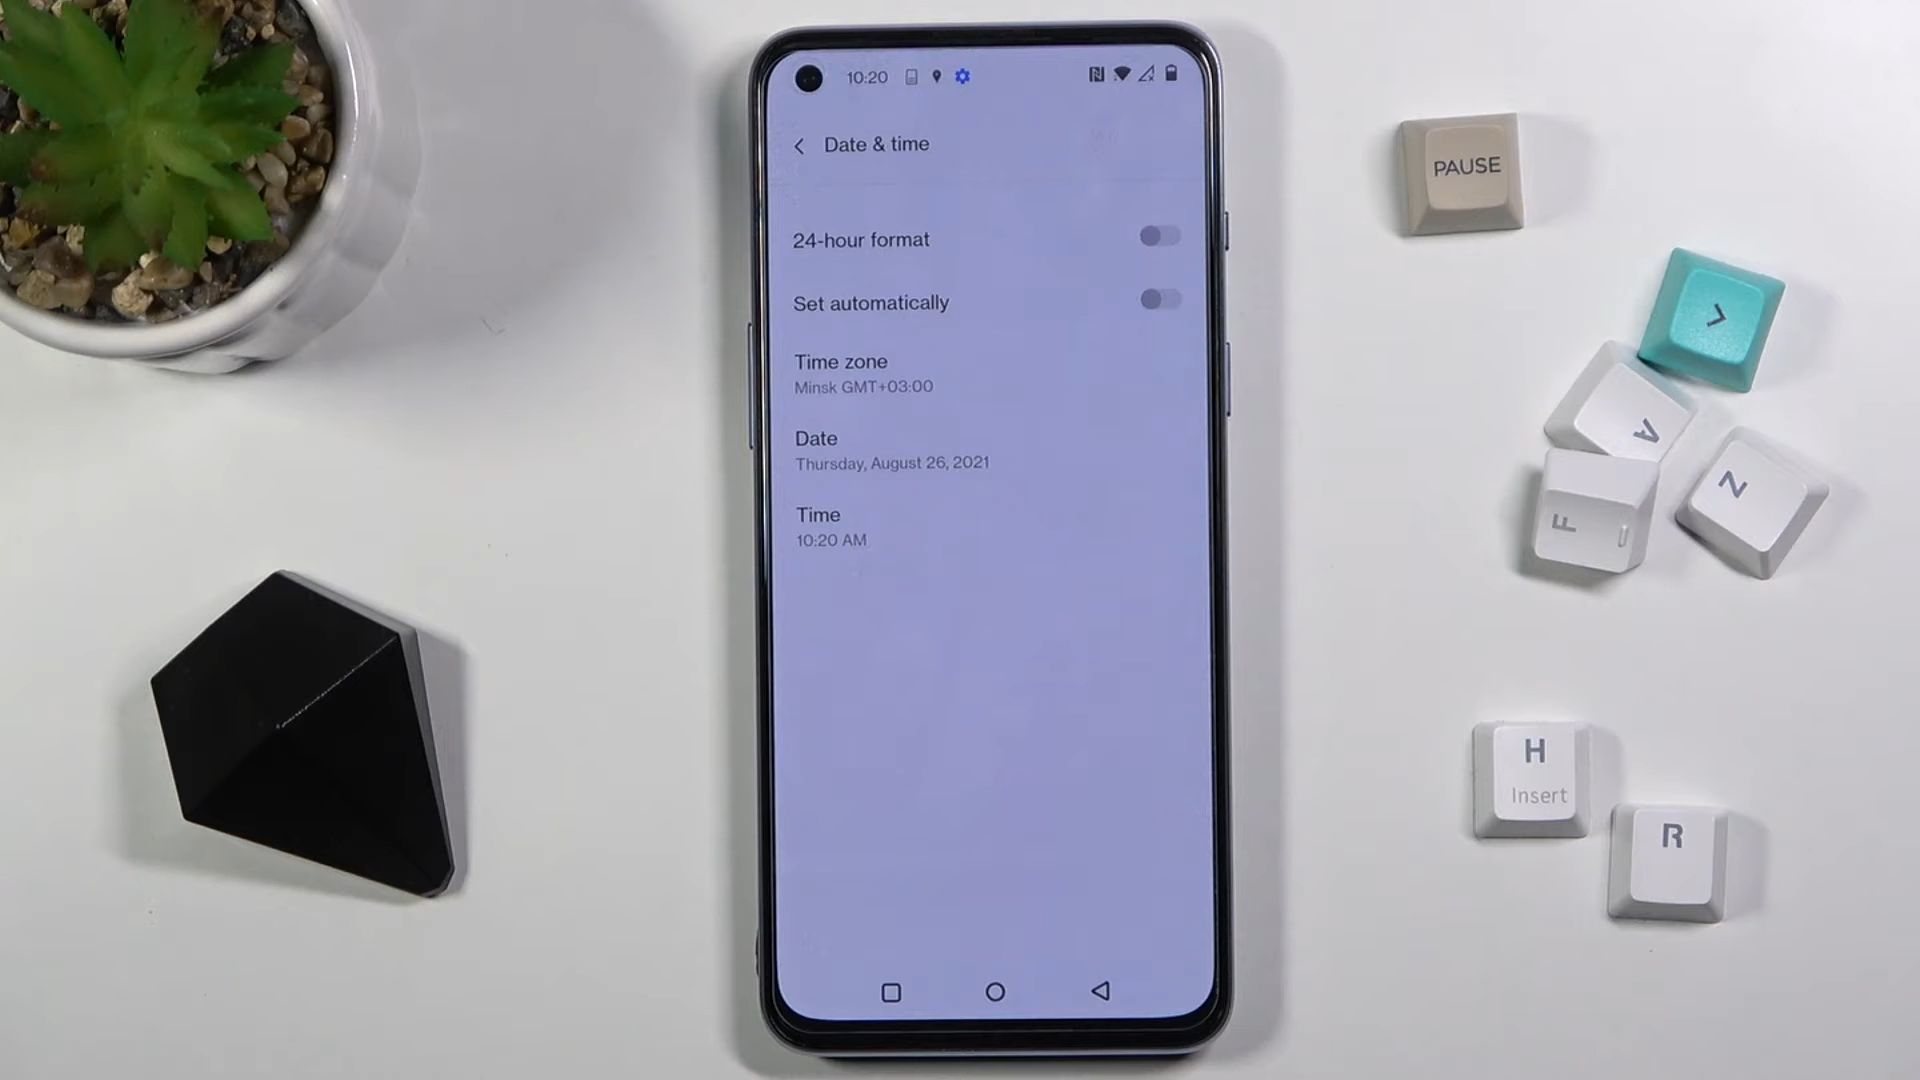 10:20
Date & time
24-hour format
Set automatically
Time zone
Minsk GMT+03:00
Date
Thursday, August 26, 2021
Time
10:20 AM
PAUSE
>
A
F
Z
H
Insert
R